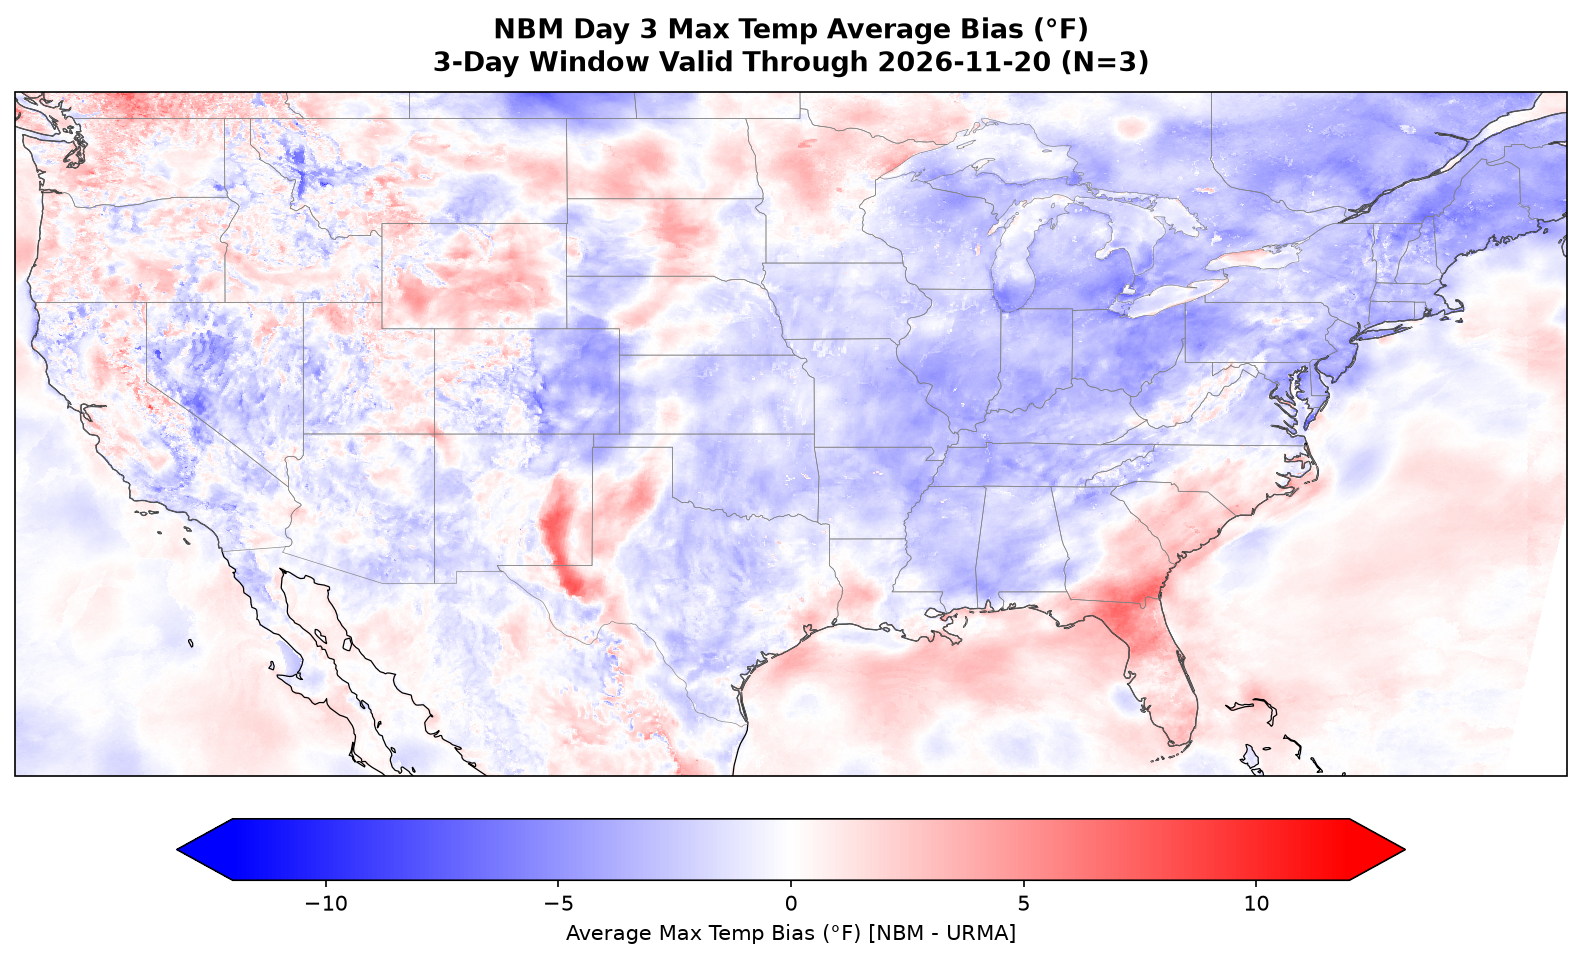 NBM Day 3 Max Temp Average Bias (°F)
3-Day Window Valid Through 2026-11-20 (N=3)
−10 −5 0 5 10
Average Max Temp Bias (°F) [NBM - URMA]